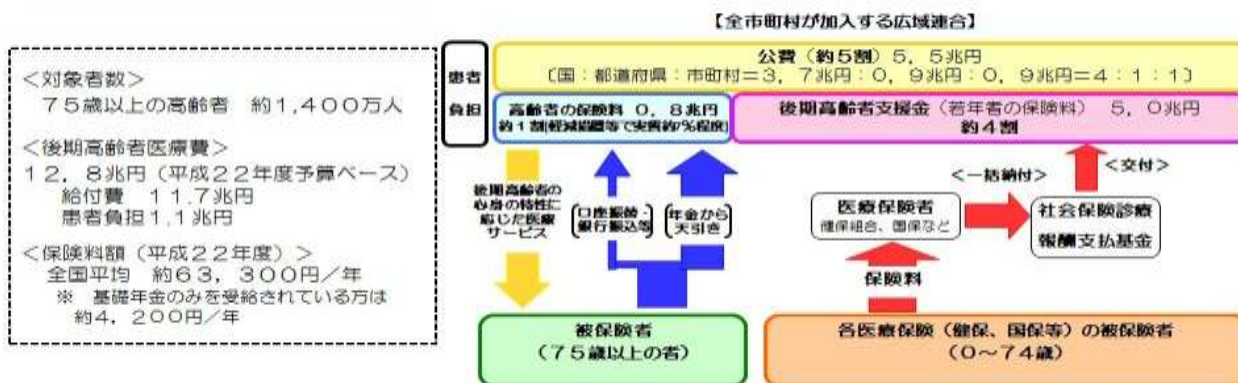 【全市町村が加入する広域連合】
<対象者数>
75歳以上の高齢者 約1,400万人
<後期高齢者医療費>
12.8兆円(平成22年度予算ベース)
給付費 11.7兆円
患者負担1.1兆円
<保険料額(平成22年度)>
全国平均 約63,300円/年
※ 基礎年金のみを受給されている方は
約4,200円/年
患者
負担
公費(約5割)5.5兆円
〔国:都道府県:市町村=3.7兆円:0.9兆円:0.9兆円=4:1:1〕
高齢者の保険料 0.8兆円
約1割[軽減措置等で実質約7%程度]
後期高齢者支援金(若年者の保険料) 5.0兆円
約4割
後期高齢者の
心身の特性に
応じた医療
サービス
口座振替・
銀行振込等
年金から
天引き
医療保険者
健保組合、国保など
<一括納付>
<交付>
社会保険診療
報酬支払基金
保険料
被保険者
(75歳以上の者)
各医療保険(健保、国保等)の被保険者
(0~74歳)